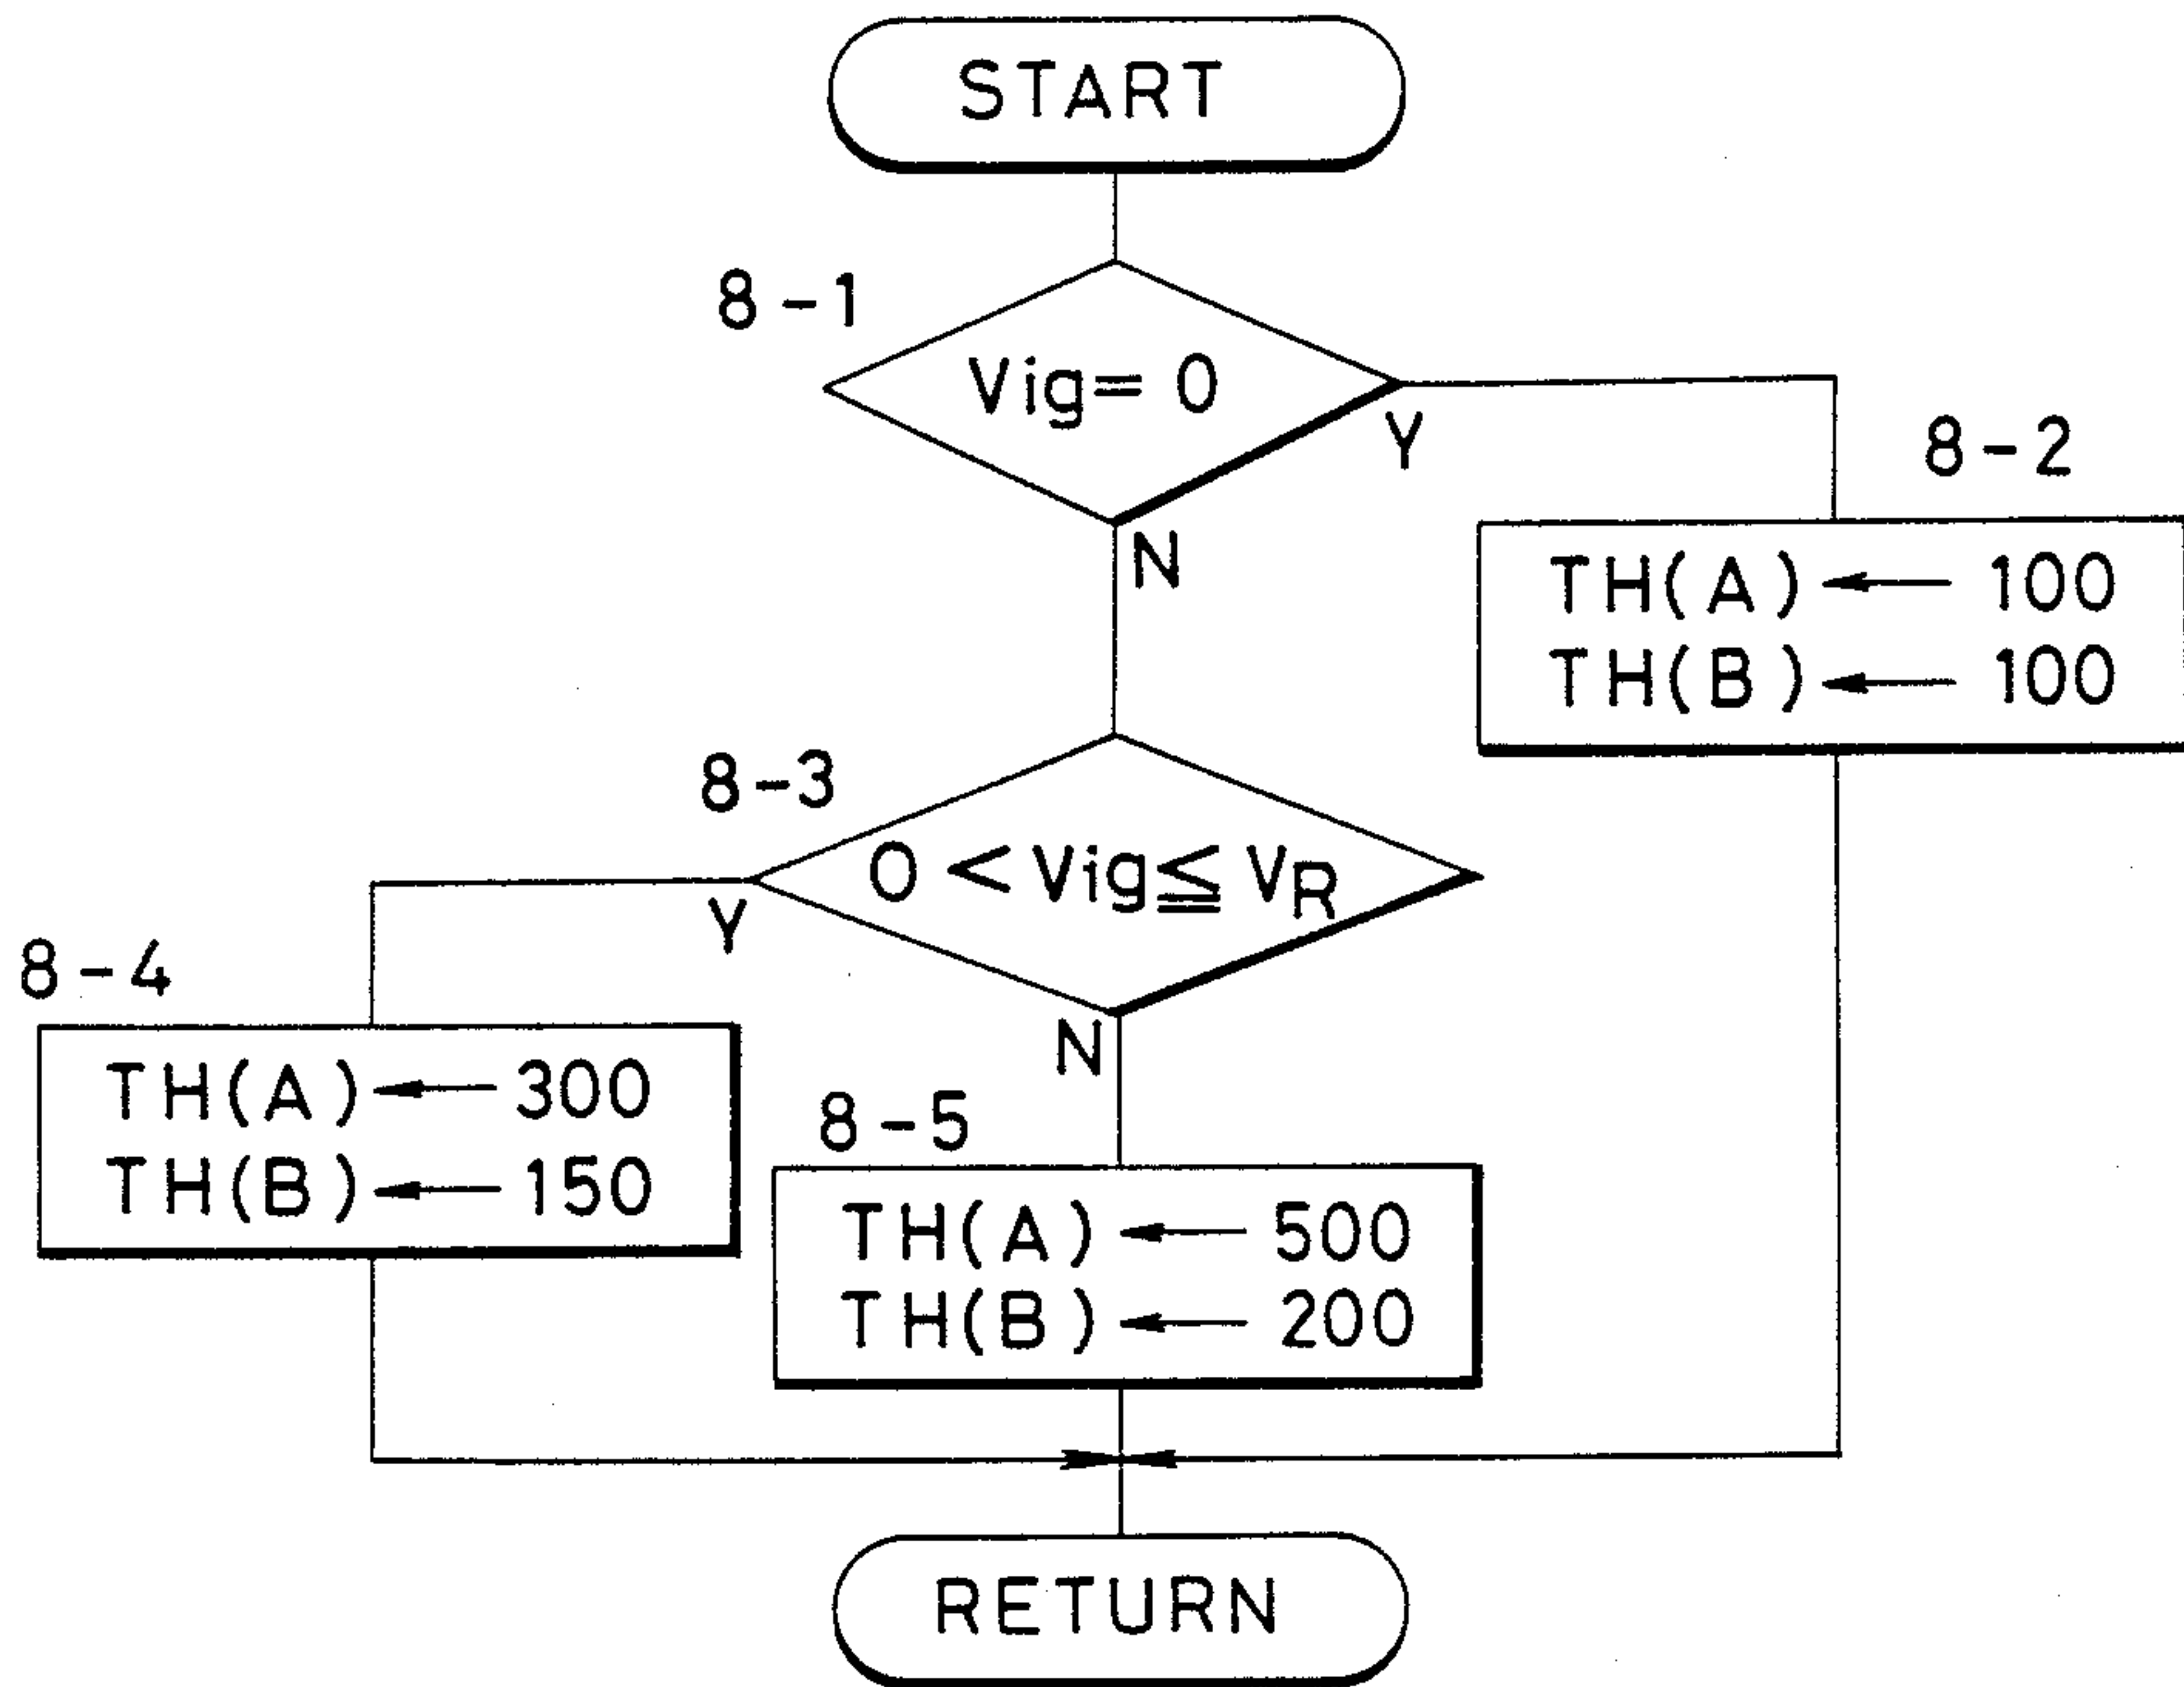 START
8-1
Vig= 0
Y
8-2
N
TH(A) ← 100
TH(B) ← 100
8-3
0 < Vig ≦ VR
Y
8-4
N
TH(A) ← 300
TH(B) ← 150
8-5
TH(A) ← 500
TH(B) ← 200
RETURN